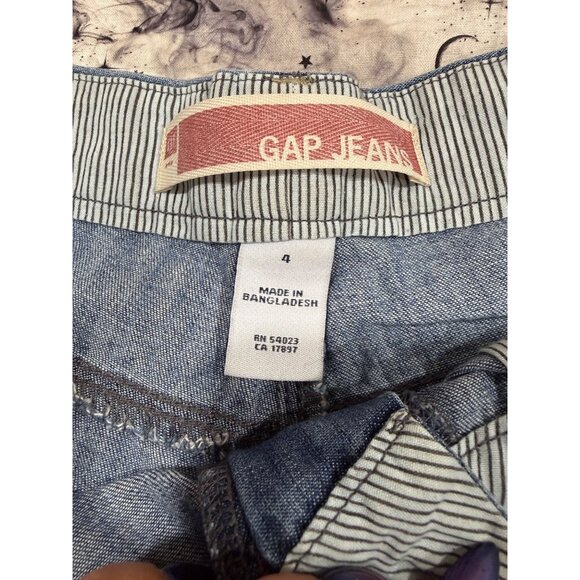 GAP JEANS
4
MADE IN
BANGLADESH
RN 54023
CA 17897